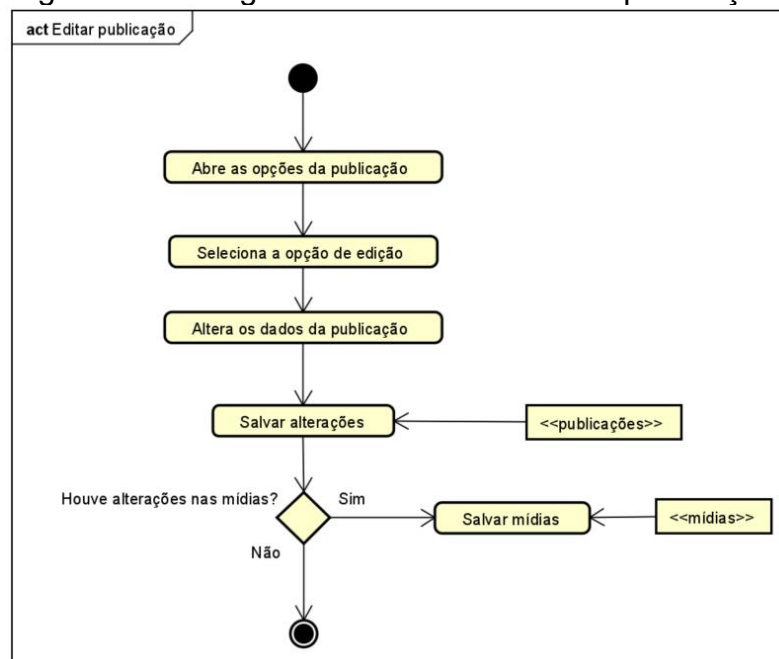 act Editar publicação
Abre as opções da publicação
Seleciona a opção de edição
Altera os dados da publicação
Salvar alterações
<<publicações>>
Houve alterações nas mídias?
Sim
Salvar mídias
<<mídias>>
Não